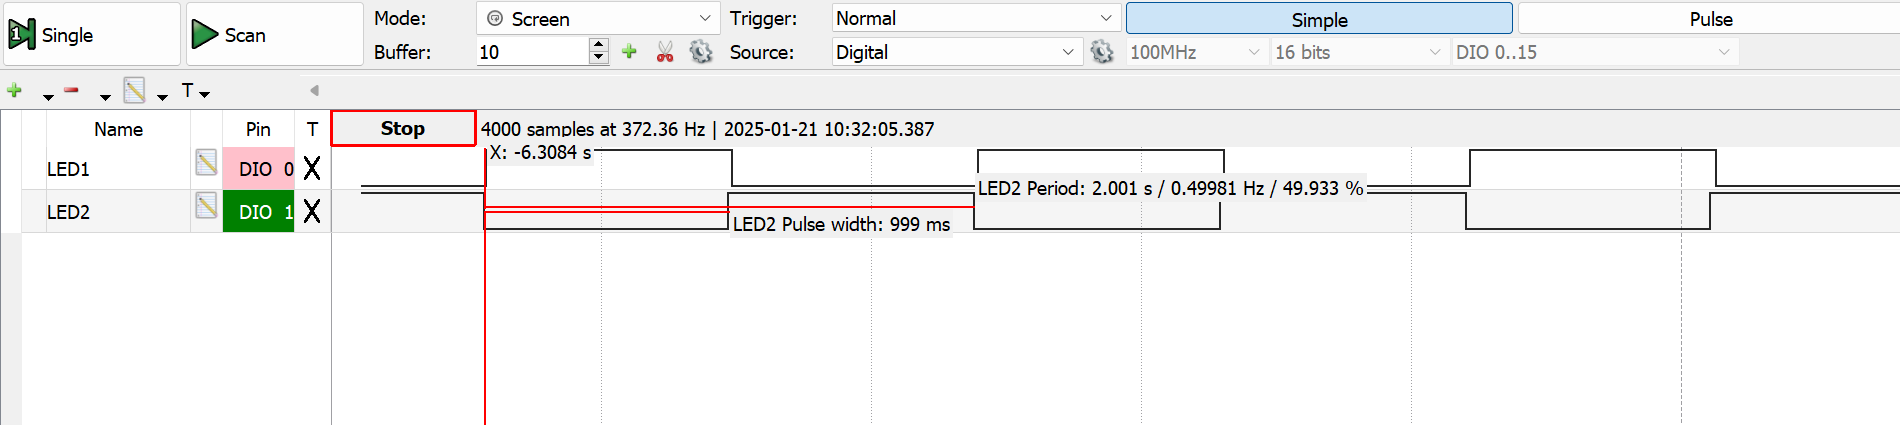 Single
Scan
Mode: Screen
Trigger: Normal
Simple
Pulse
Buffer: 10
Source: Digital
100MHz
16 bits
DIO 0..15
T
Name Pin T
Stop
4000 samples at 372.36 Hz | 2025-01-21 10:32:05.387
X: -6.3084 s
LED1 DIO 0 X
LED2 Period: 2.001 s / 0.49981 Hz / 49.933 %
LED2 DIO 1 X
LED2 Pulse width: 999 ms